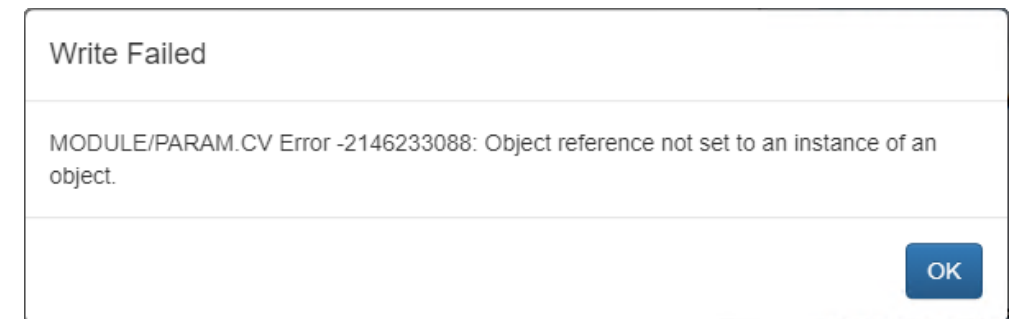 Write Failed
MODULE/PARAM.CV Error -2146233088: Object reference not set to an instance of an
object.
OK